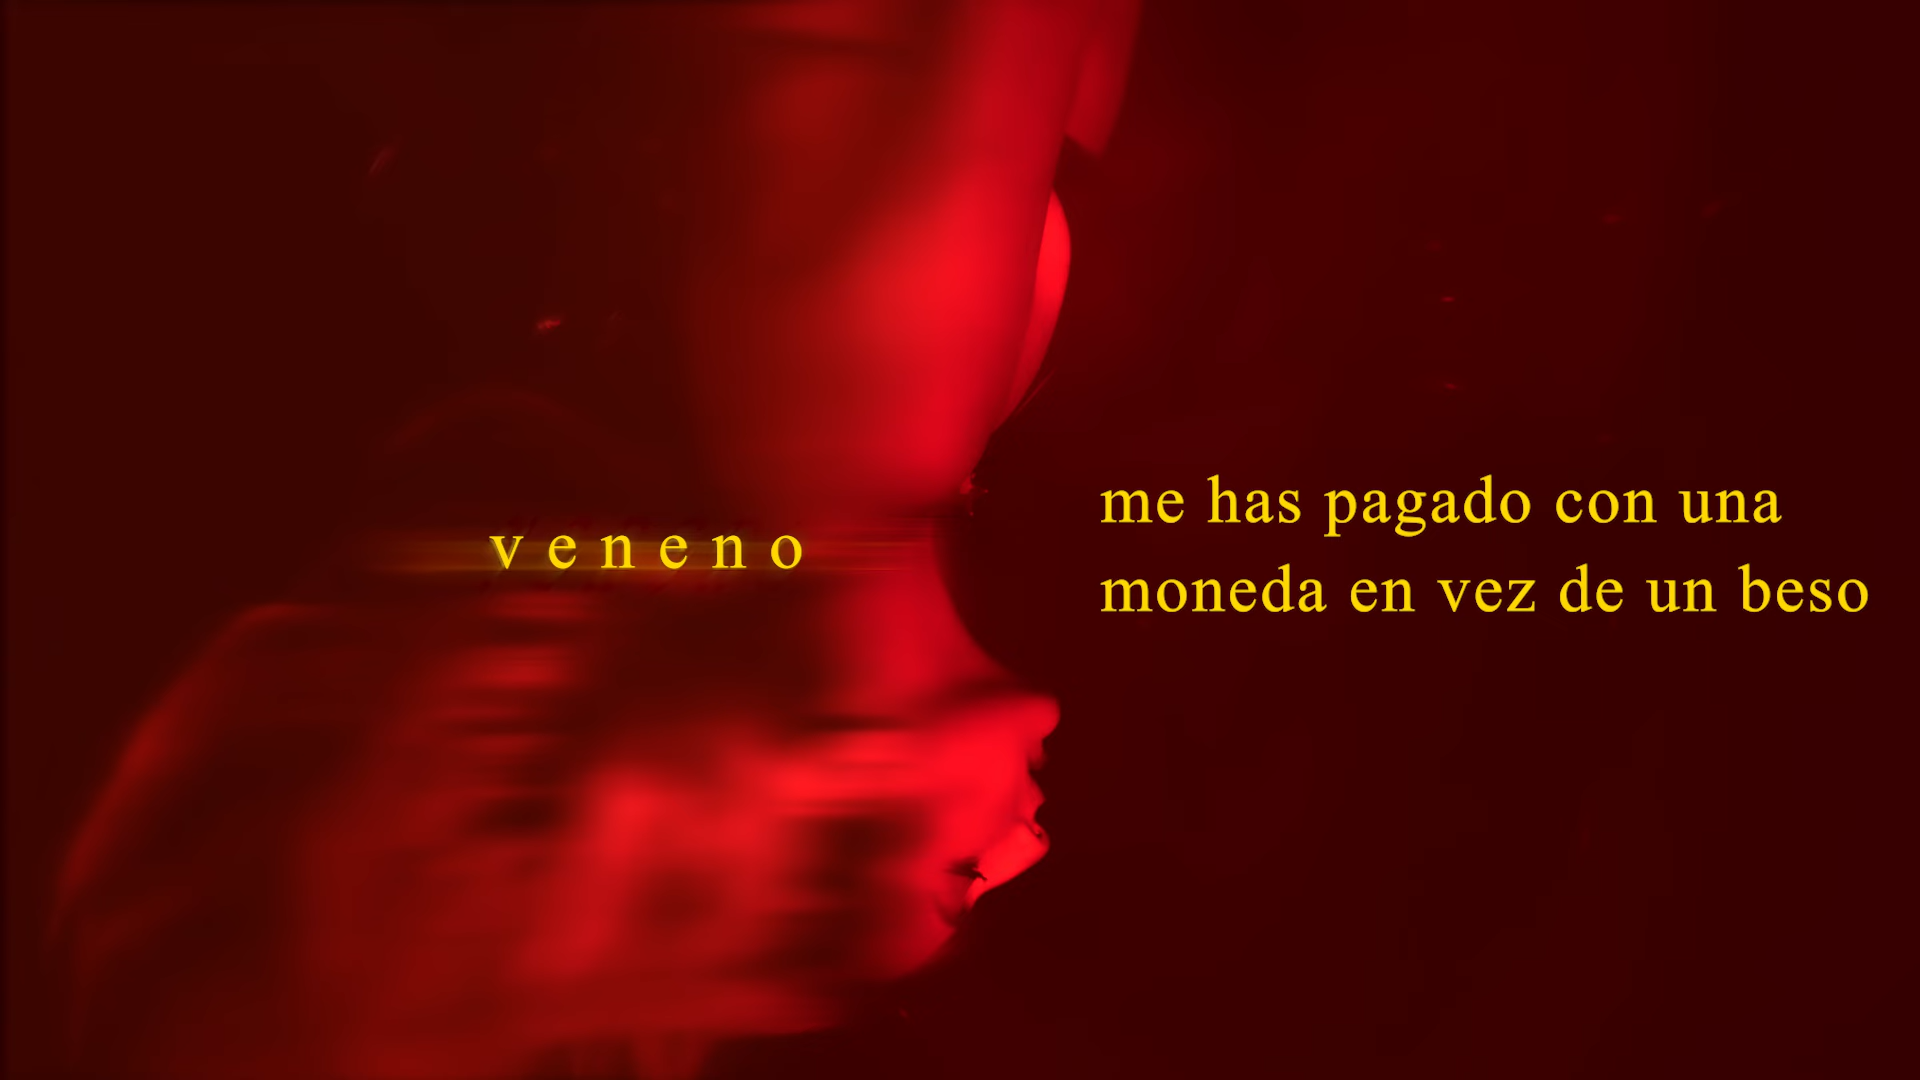 v e n e n o
me has pagado con una
moneda en vez de un beso